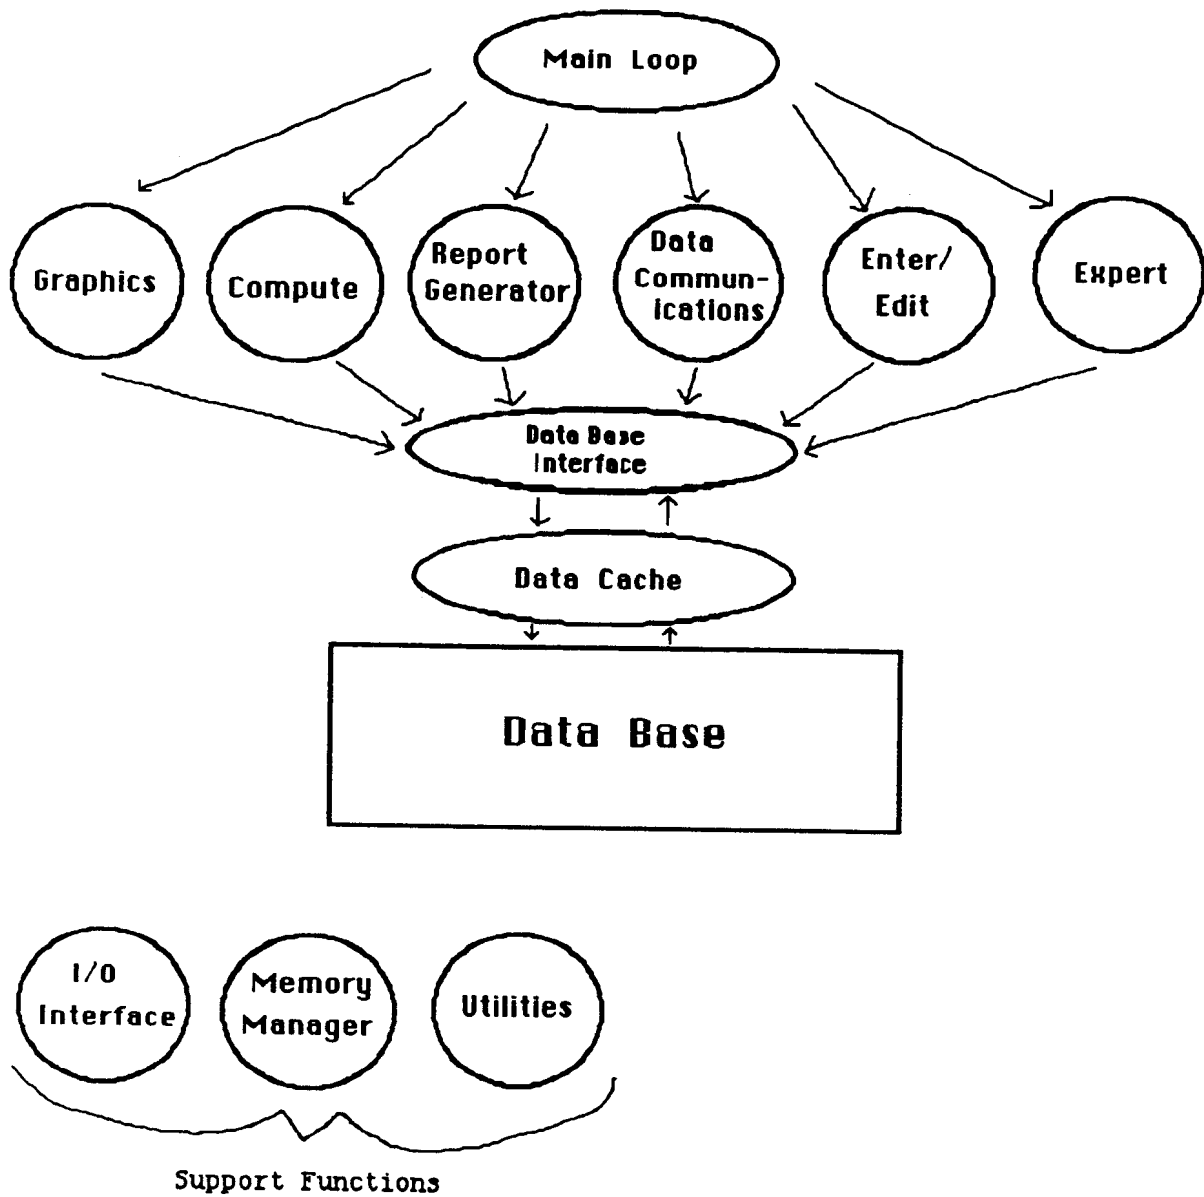 Main Loop
Graphics
Compute
Report
Generator
Data
Commun-
ications
Enter/
Edit
Expert
Data Base
Interface
Data Cache
Data Base
I/O
Interface
Memory
Manager
Utilities
Support Functions